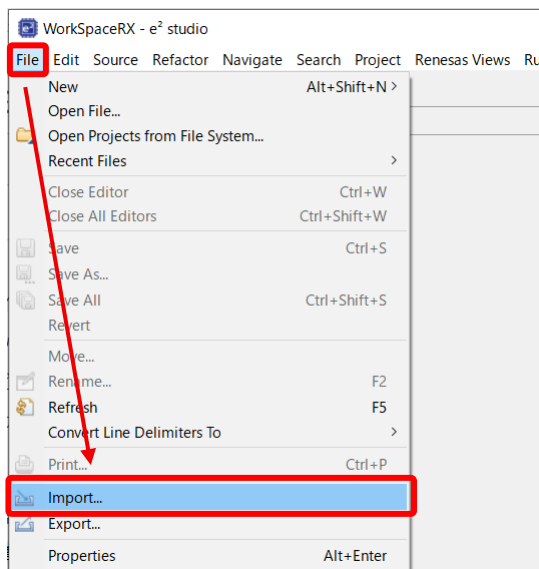 WorkSpaceRX - e² studio
File Edit Source Refactor Navigate Search Project Renesas Views Ru
New Alt+Shift+N >
Open File...
Open Projects from File System...
Recent Files >
Close Editor Ctrl+W
Close All Editors Ctrl+Shift+W
Save Ctrl+S
Save As...
Save All Ctrl+Shift+S
Revert
Move...
Rename... F2
Refresh F5
Convert Line Delimiters To >
Print... Ctrl+P
Import...
Export...
Properties Alt+Enter